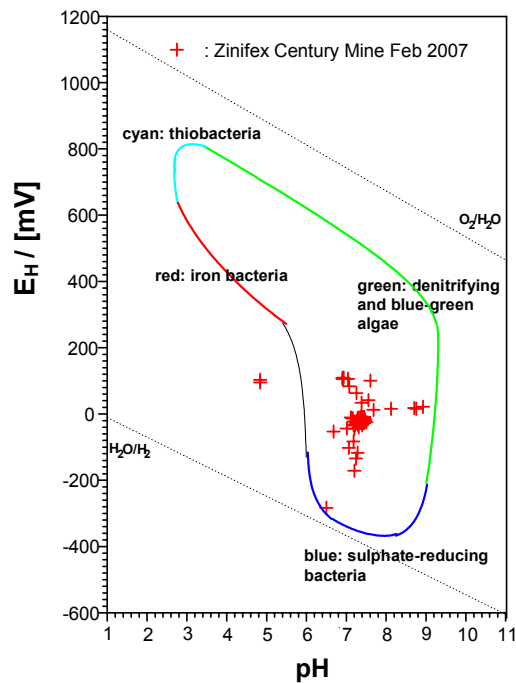 1200
1000
800
600
400
200
0
-200
-400
-600
E_H / [mV]
+ : Zinifex Century Mine Feb 2007
cyan: thiobacteria
O₂/H₂O
red: iron bacteria
green: denitrifying
and blue-green
algae
H₂O/H₂
blue: sulphate-reducing
bacteria
1 2 3 4 5 6 7 8 9 10 11
pH